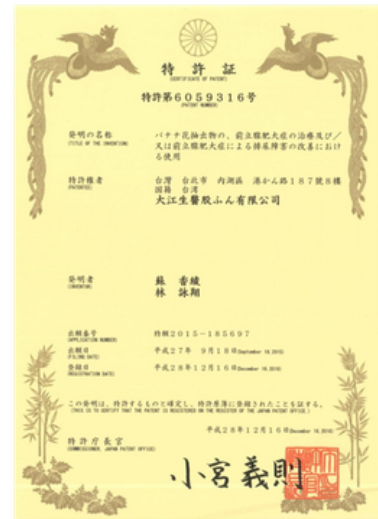 特許証
(CERTIFICATE OF PATENT)
特許第6059316号
(PATENT NUMBER)
発明の名称
(TITLE OF THE INVENTION)
バナナ花抽出物の、前立腺肥大症の治療及び/
又は前立腺肥大症による排尿障害の改善におけ
る使用
特許権者
(PATENTEE)
台灣 台北市 内湖區 港かん路187號8樓
国籍 台湾
大江生醫股ふん有限公司
発明者
(INVENTOR)
蘇 香綾
林 詠翔
出願番号
(APPLICATION NUMBER)
特願2015-185697
出願日
(FILING DATE)
平成27年 9月18日(September 18,2015)
登録日
(REGISTRATION DATE)
平成28年12月16日(December 16,2016)
この発明は、特許するものと確定し、特許原簿に登録されたことを証する。
(THIS IS TO CERTIFY THAT THE PATENT IS REGISTERED ON THE REGISTER OF THE JAPAN PATENT OFFICE.)
平成28年12月16日(December 16,2016)
特許庁長官
(COMMISSIONER, JAPAN PATENT OFFICE)
小宮義則